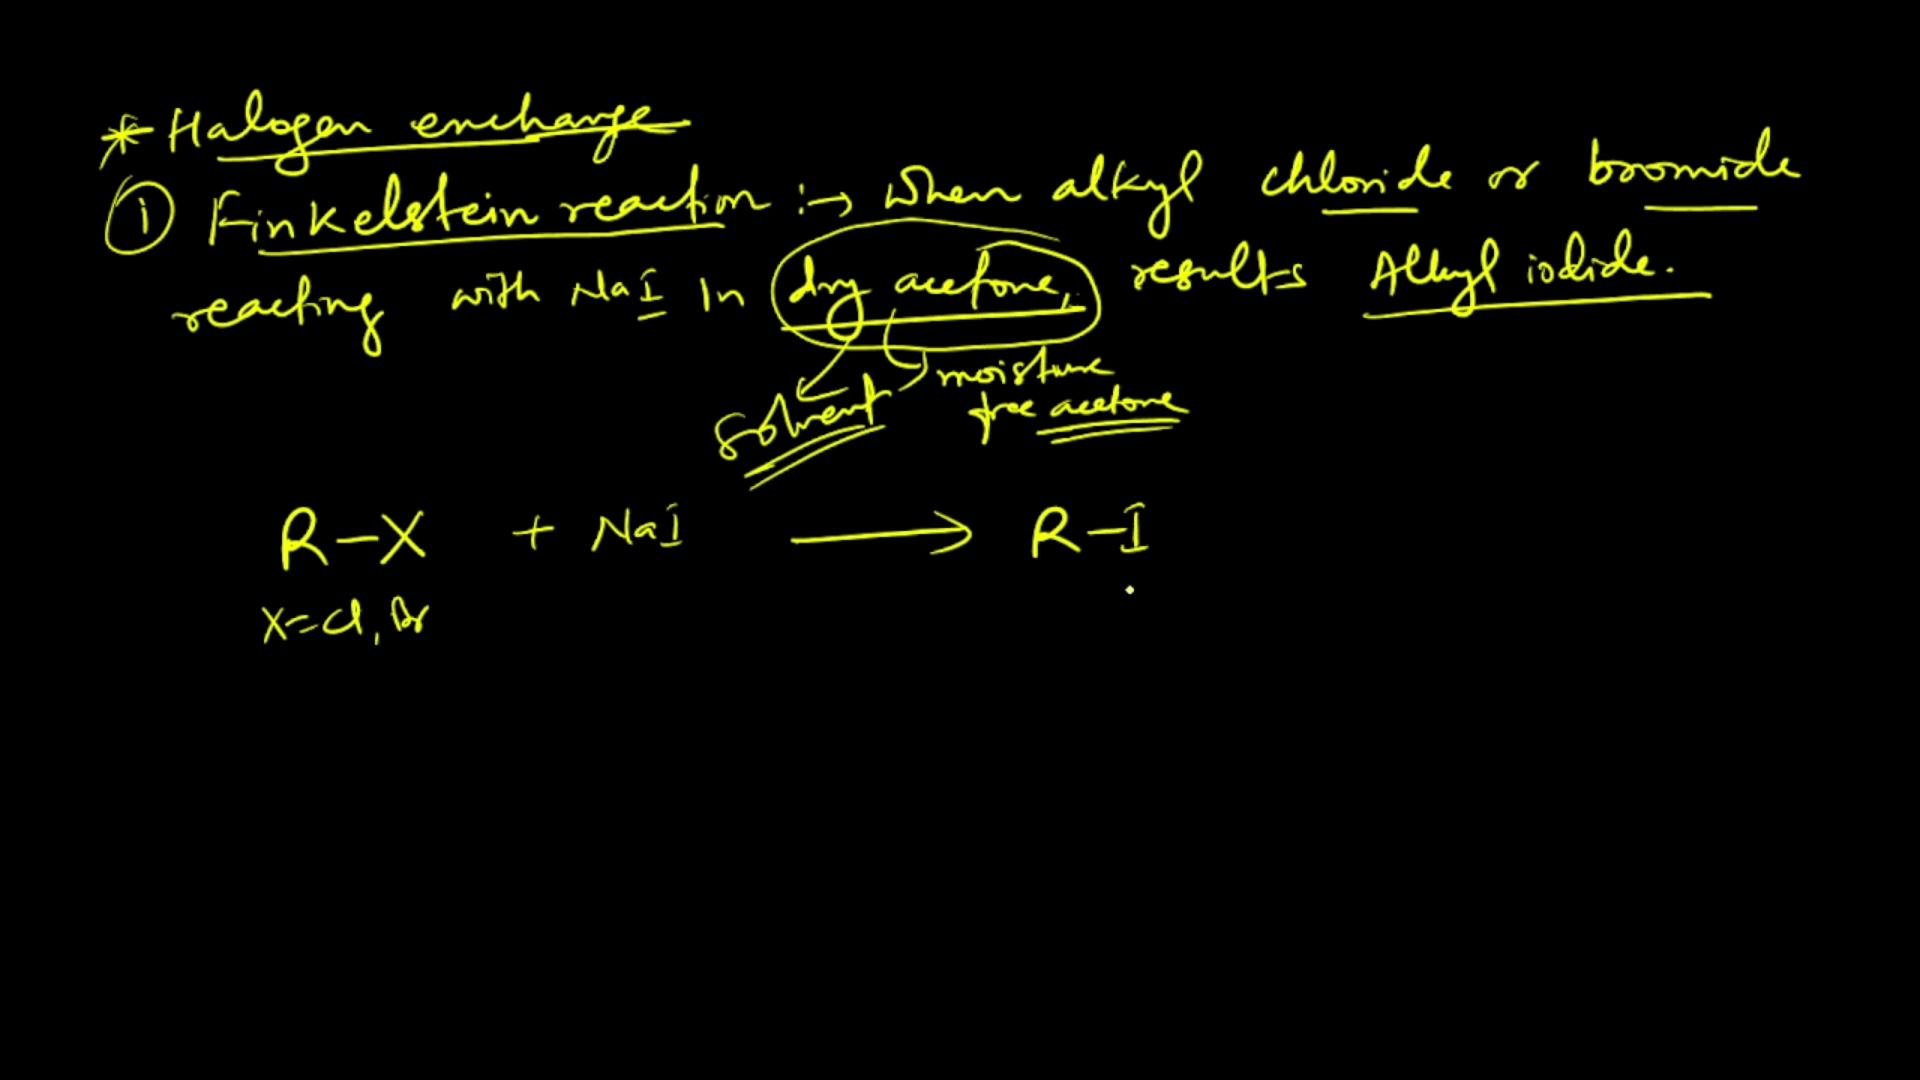 * Halogen exchange
① Finkelstein reaction :→ When alkyl chloride or bromide
reacting with NaI In dry acetone, results Alkyl iodide.
solvent moisture
free acetone
R-X + NaI → R-I
X=Cl, Br